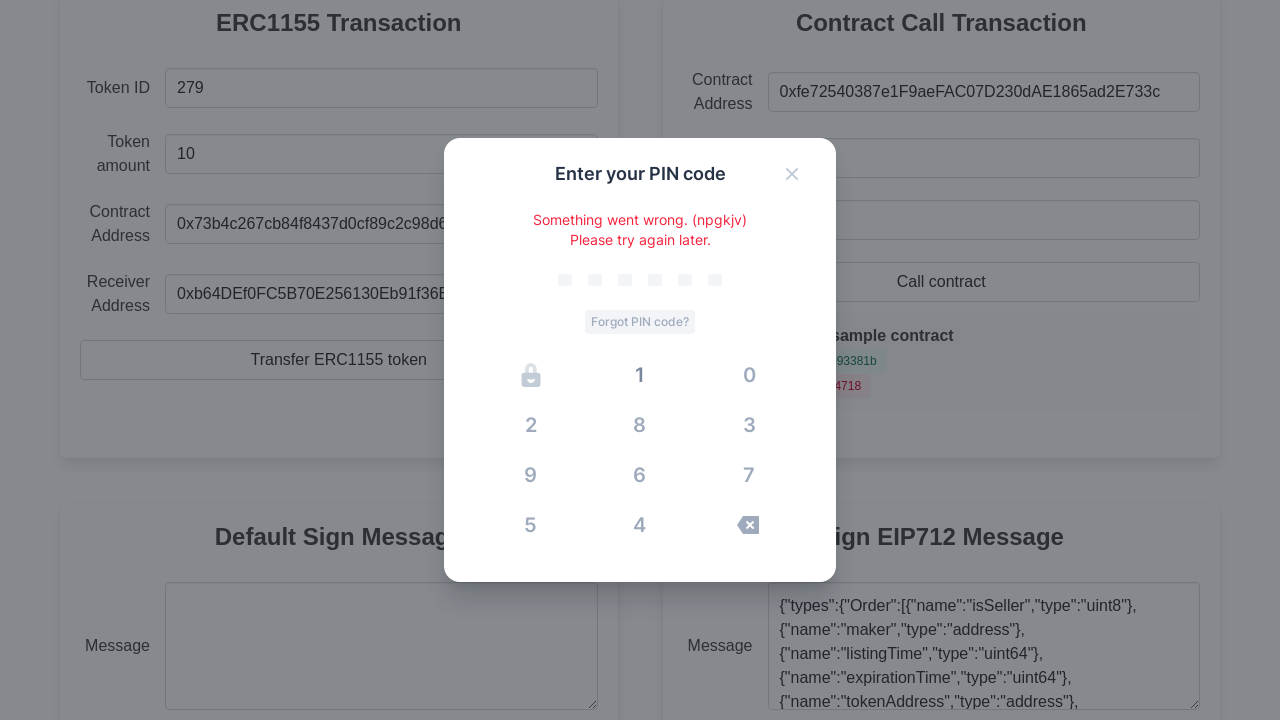 ERC1155 Transaction
Token ID
279
Token
amount
10
Contract
Address
0x73b4c267cb84f8437d0cf89c2c98d6
Receiver
Address
0xb64DEf0FC5B70E256130Eb91f36E
Transfer ERC1155 token
Contract Call Transaction
Contract
Address
0xfe72540387e1F9aeFAC07D230dAE1865ad2E733c
Call contract
sample contract
93381b
4718
Enter your PIN code
Something went wrong. (npgkjv)
Please try again later.
Forgot PIN code?
1 0
2 8 3
9 6 7
5 4
Default Sign Messag
Message
ign EIP712 Message
Message
{"types":{"Order":[{"name":"isSeller","type":"uint8"},
{"name":"maker","type":"address"},
{"name":"listingTime","type":"uint64"},
{"name":"expirationTime","type":"uint64"},
{"name":"tokenAddress","type":"address"},